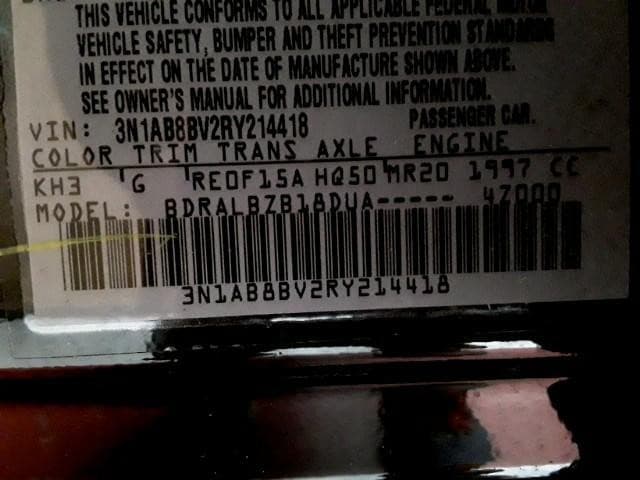 THIS VEHICLE CONFORMS TO ALL APPLICABLE FEDERAL MOTOR
VEHICLE SAFETY, BUMPER AND THEFT PREVENTION STANDARDS
IN EFFECT ON THE DATE OF MANUFACTURE SHOWN ABOVE.
SEE OWNER'S MANUAL FOR ADDITIONAL INFORMATION.
VIN: 3N1AB8BV2RY214418 PASSENGER CAR.
COLOR TRIM TRANS AXLE ENGINE
KH3 G RE0F15A HQ50 MR20 1997 CC
MODEL: BDRALBZB18DUA----- 4Z000
3N1AB8BV2RY214418